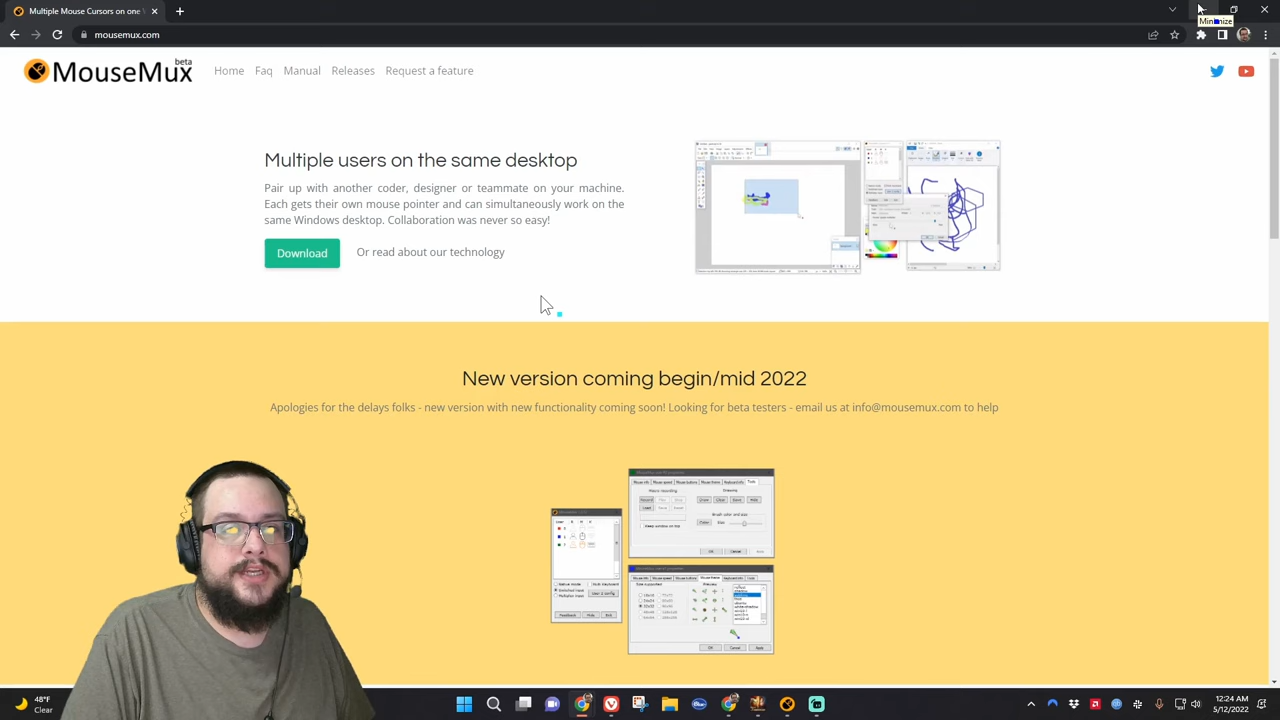 Multiple Mouse Cursors on one W
Minimize
mousemux.com
beta
MouseMux
Home Faq Manual Releases Request a feature
Multiple users on the same desktop
Pair up with another coder, designer or teammate on your machine.
Each gets their own mouse pointer and can simultaneously work on the
same Windows desktop. Collaboration was never so easy!
Download Or read about our technology
New version coming begin/mid 2022
Apologies for the delays folks - new version with new functionality coming soon! Looking for beta testers - email us at info@mousemux.com to help
48°F
Clear
12:24 AM
5/12/2022